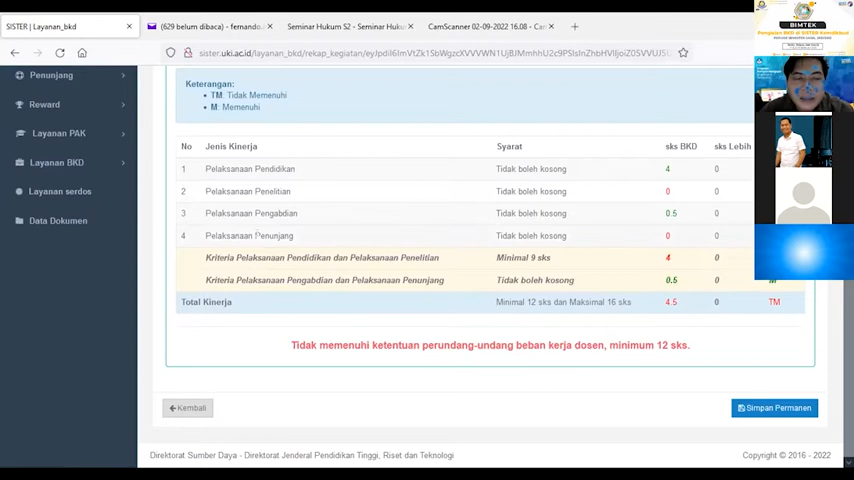 SISTER | Layanan_bkd
(629 belum dibaca) - fernando.
Seminar Hukum S2 - Seminar Huku
CamScanner 02-09-2022 16.08 - Can
sister.uki.ac.id/layanan_bkd/rekap_kegiatan/
BIMTEK
Pengisian BKD di SISTER Kemdikbud
Penunjang
Reward
Layanan PAK
Layanan BKD
Layanan serdos
Data Dokumen
Keterangan:
• TM: Tidak Memenuhi
• M: Memenuhi
No Jenis Kinerja Syarat sks BKD sks Lebih
1 Pelaksanaan Pendidikan Tidak boleh kosong 4 0
2 Pelaksanaan Penelitian Tidak boleh kosong 0 0
3 Pelaksanaan Pengabdian Tidak boleh kosong 0.5 0
4 Pelaksanaan Penunjang Tidak boleh kosong 0 0
Kriteria Pelaksanaan Pendidikan dan Pelaksanaan Penelitian Minimal 9 sks 4 0
Kriteria Pelaksanaan Pengabdian dan Pelaksanaan Penunjang Tidak boleh kosong 0.5 0 M
Total Kinerja Minimal 12 sks dan Maksimal 16 sks 4.5 0 TM
Tidak memenuhi ketentuan perundang-undang beban kerja dosen, minimum 12 sks.
Kembali
Simpan Permanen
Direktorat Sumber Daya - Direktorat Jenderal Pendidikan Tinggi, Riset dan Teknologi
Copyright © 2016 - 2022